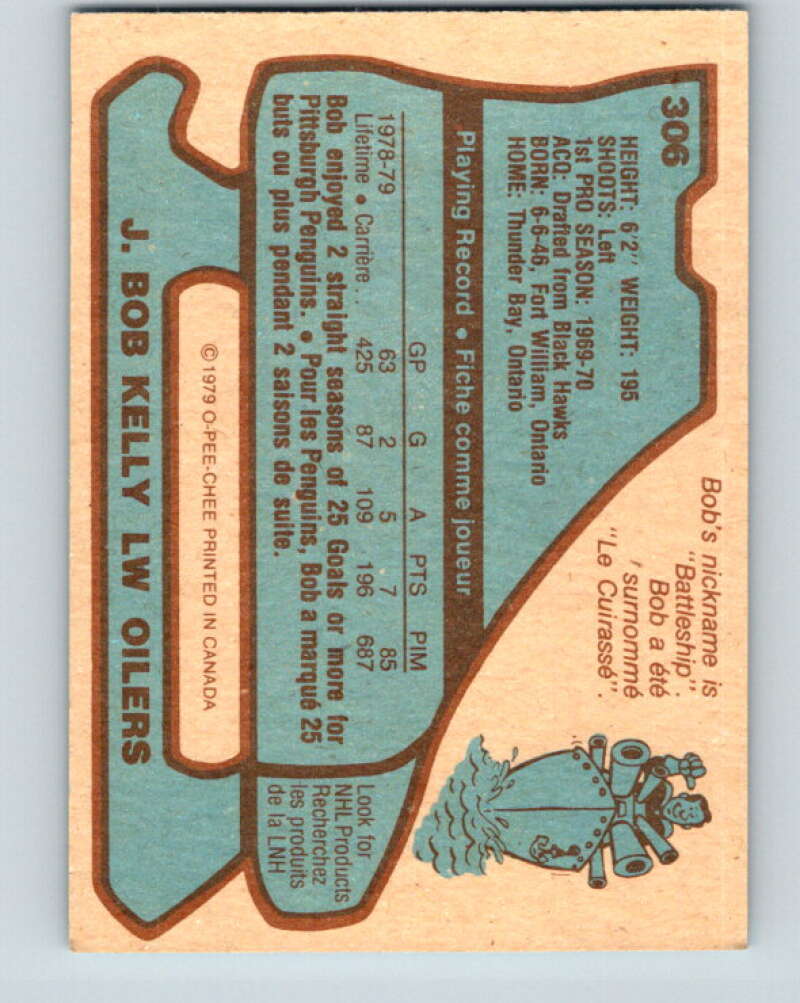 306
HEIGHT: 6'2" WEIGHT: 195
SHOOTS: Left
1st PRO SEASON: 1969-70
ACQ: Drafted from Black Hawks
BORN: 6-6-46, Fort William, Ontario
HOME: Thunder Bay, Ontario
Bob's nickname is
"Battleship".
Bob a été
'surnommé
"Le Cuirassé".
Playing Record • Fiche comme joueur
GP G A PTS PIM
1978-79 63 2 5 7 85
Lifetime • Carrière . . 425 87 109 196 687
Bob enjoyed 2 straight seasons of 25 Goals or more for
Pittsburgh Penguins. • Pour les Penguins, Bob a marqué 25
buts ou plus pendant 2 saisons de suite.
Look for
NHL Products
Recherchez
les produits
de la LNH
© 1979 O-PEE-CHEE PRINTED IN CANADA
J. BOB KELLY LW OILERS